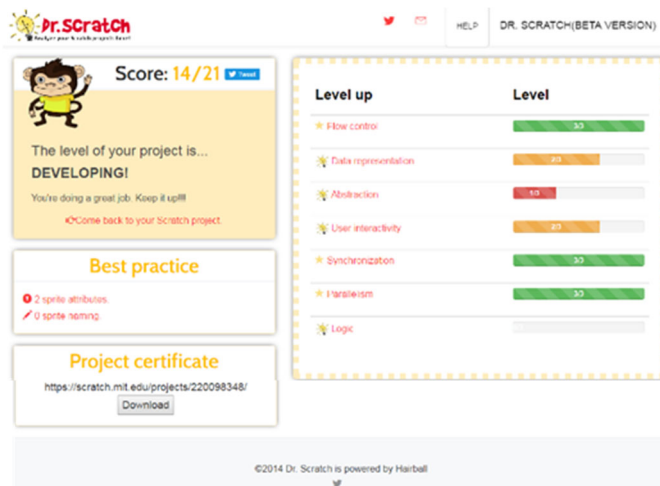 Dr.Scratch
HELP
DR. SCRATCH(BETA VERSION)
Score: 14/21
Tweet
The level of your project is...
DEVELOPING!
You're doing a great job. Keep it up!!!
Come back to your Scratch project.
Best practice
2 sprite attributes.
0 sprite naming.
Project certificate
https://scratch.mit.edu/projects/220098348/
Download
Level up Level
Flow control 3/3
Data representation 2/3
Abstraction
User interactivity 2/3
Synchronization 3/3
Parallelism 3/3
Logic
©2014 Dr. Scratch is powered by Hairball